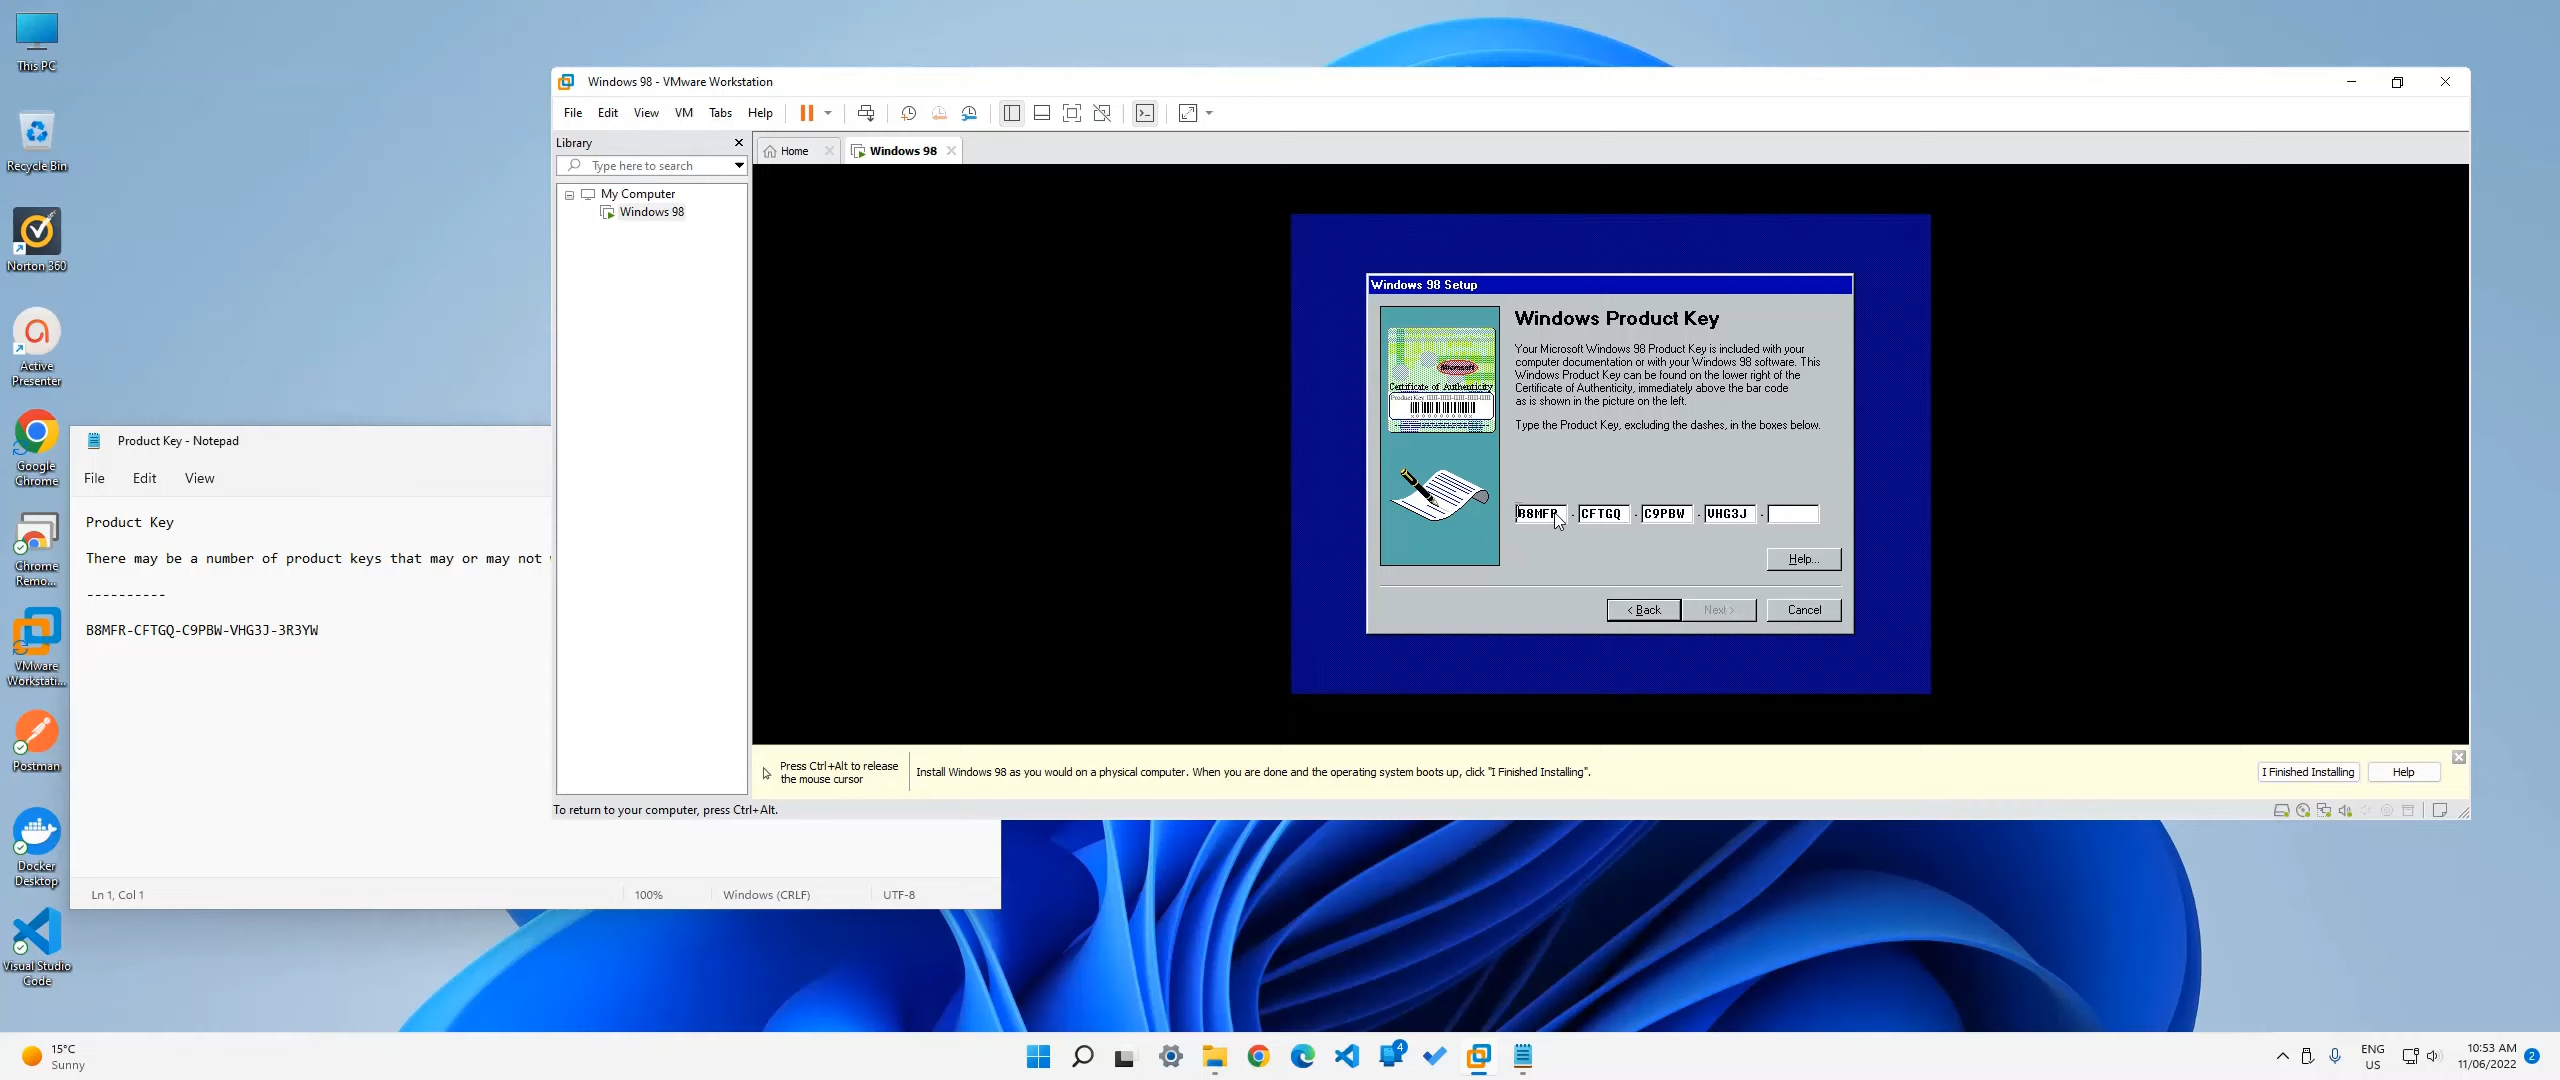 This PC
Recycle Bin
Norton 360
Active
Presenter
Google
Chrome
Chrome
Remo...
VMware
Workstati...
Postman
Docker
Desktop
Visual Studio
Code
Product Key - Notepad
File Edit View
Product Key
There may be a number of product keys that may or may not
----------
B8MFR-CFTGQ-C9PBW-VHG3J-3R3YW
Ln 1, Col 1 100% Windows (CRLF) UTF-8
Windows 98 - VMware Workstation
File Edit View VM Tabs Help
Library
Type here to search
My Computer
Windows 98
Home Windows 98
Windows 98 Setup
Microsoft
Certificate of Authenticity
Windows Product Key
Your Microsoft Windows 98 Product Key is included with your
computer documentation or with your Windows 98 software. This
Windows Product Key can be found on the lower right of the
Certificate of Authenticity, immediately above the bar code
as is shown in the picture on the left.
Type the Product Key, excluding the dashes, in the boxes below.
B8MFR - CFTGQ - C9PBW - VHG3J -
Help...
< Back Next > Cancel
Press Ctrl+Alt to release
the mouse cursor
Install Windows 98 as you would on a physical computer. When you are done and the operating system boots up, click "I Finished Installing".
I Finished Installing Help
To return to your computer, press Ctrl+Alt.
15°C
Sunny
4
ENG
US
10:53 AM
11/06/2022
2